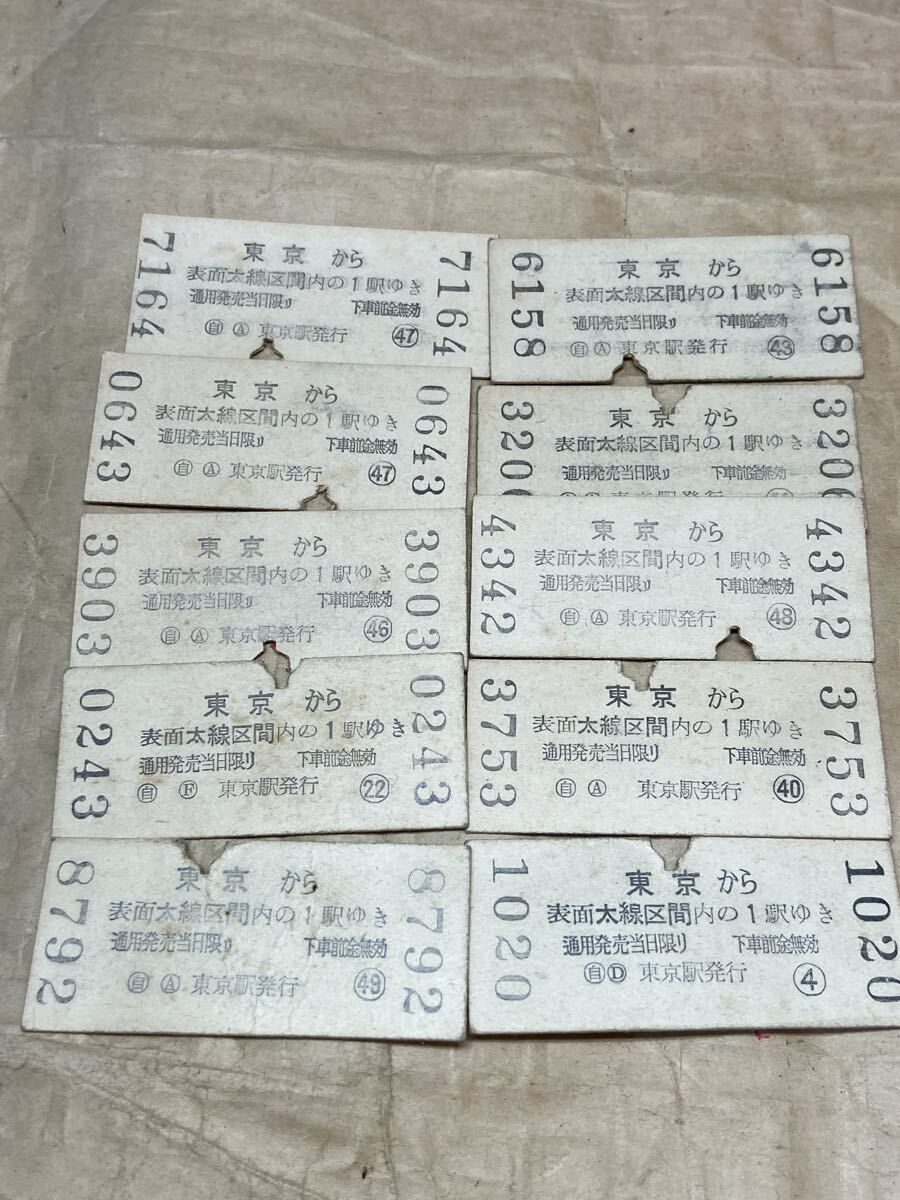 7164 7164
東京から
表面太線区間内の1駅ゆき
通用発売当日限り 下車前途無効
自 A 東京駅発行 47
6158 6158
東京から
表面太線区間内の1駅ゆき
通用発売当日限り 下車前途無効
自 A 東京駅発行 43
0643 0643
東京から
表面太線区間内の1駅ゆき
通用発売当日限り 下車前途無効
自 A 東京駅発行 47
3206 3206
東京から
表面太線区間内の1駅ゆき
通用発売当日限り 下車前途無効
東京駅発行
3903 3903
東京から
表面太線区間内の1駅ゆき
通用発売当日限り 下車前途無効
自 A 東京駅発行 46
4342 4342
東京から
表面太線区間内の1駅ゆき
通用発売当日限り 下車前途無効
自 A 東京駅発行 48
0243 0243
東京から
表面太線区間内の1駅ゆき
通用発売当日限り 下車前途無効
自 F 東京駅発行 22
3753 3753
東京から
表面太線区間内の1駅ゆき
通用発売当日限り 下車前途無効
自 A 東京駅発行 40
8792 8792
東京から
表面太線区間内の1駅ゆき
通用発売当日限り 下車前途無効
自 A 東京駅発行 49
1020 1020
東京から
表面太線区間内の1駅ゆき
通用発売当日限り 下車前途無効
自 D 東京駅発行 4